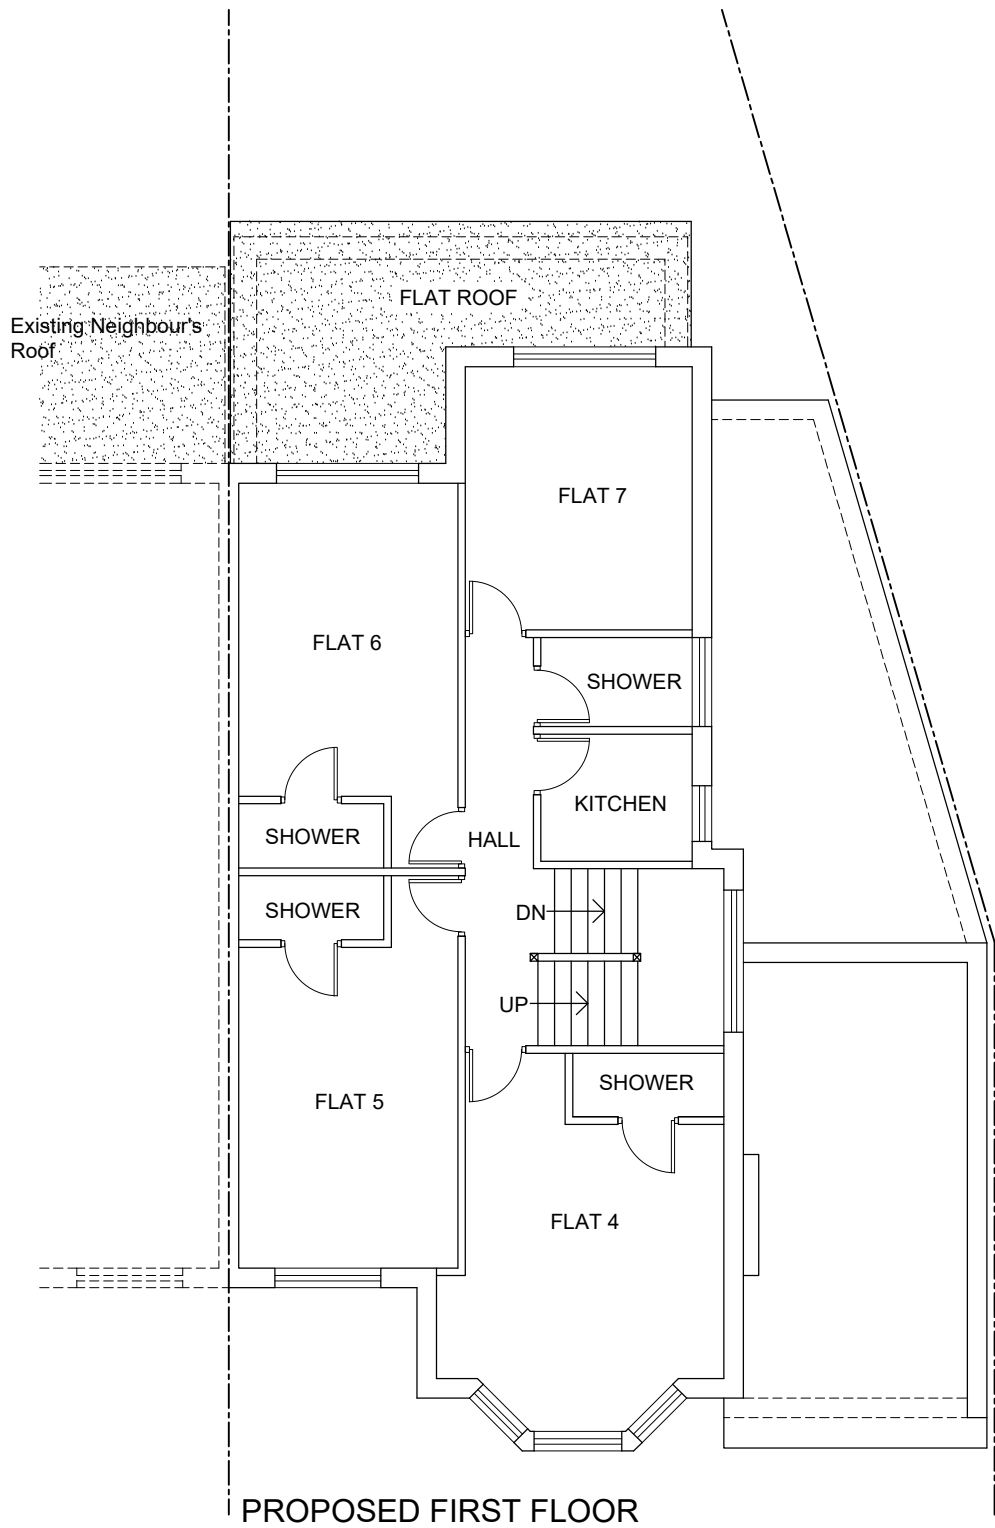 FLAT ROOF
Existing Neighbour's
Roof
FLAT 7
FLAT 6
SHOWER
KITCHEN
SHOWER
HALL
SHOWER
DN
UP
SHOWER
FLAT 5
FLAT 4
PROPOSED FIRST FLOOR